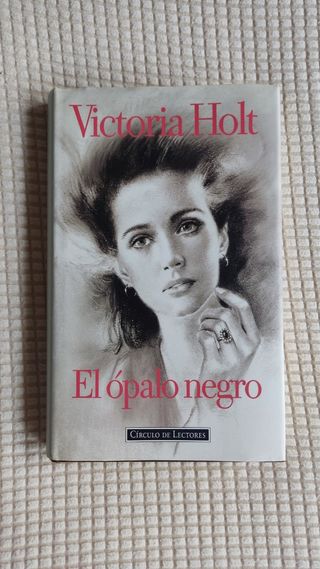 Victoria Holt
El ópalo negro
CÍRCULO DE LECTORES